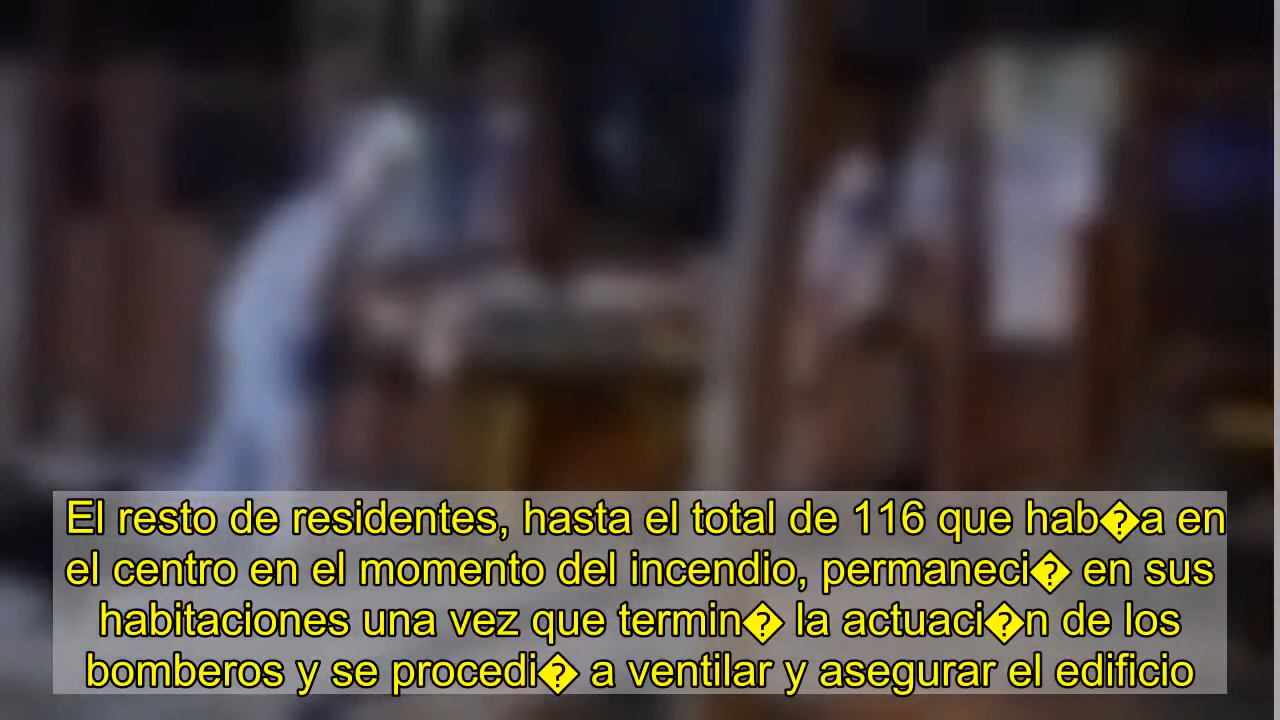 El resto de residentes, hasta el total de 116 que hab�a en
el centro en el momento del incendio, permaneci� en sus
habitaciones una vez que termin� la actuaci�n de los
bomberos y se procedi� a ventilar y asegurar el edificio